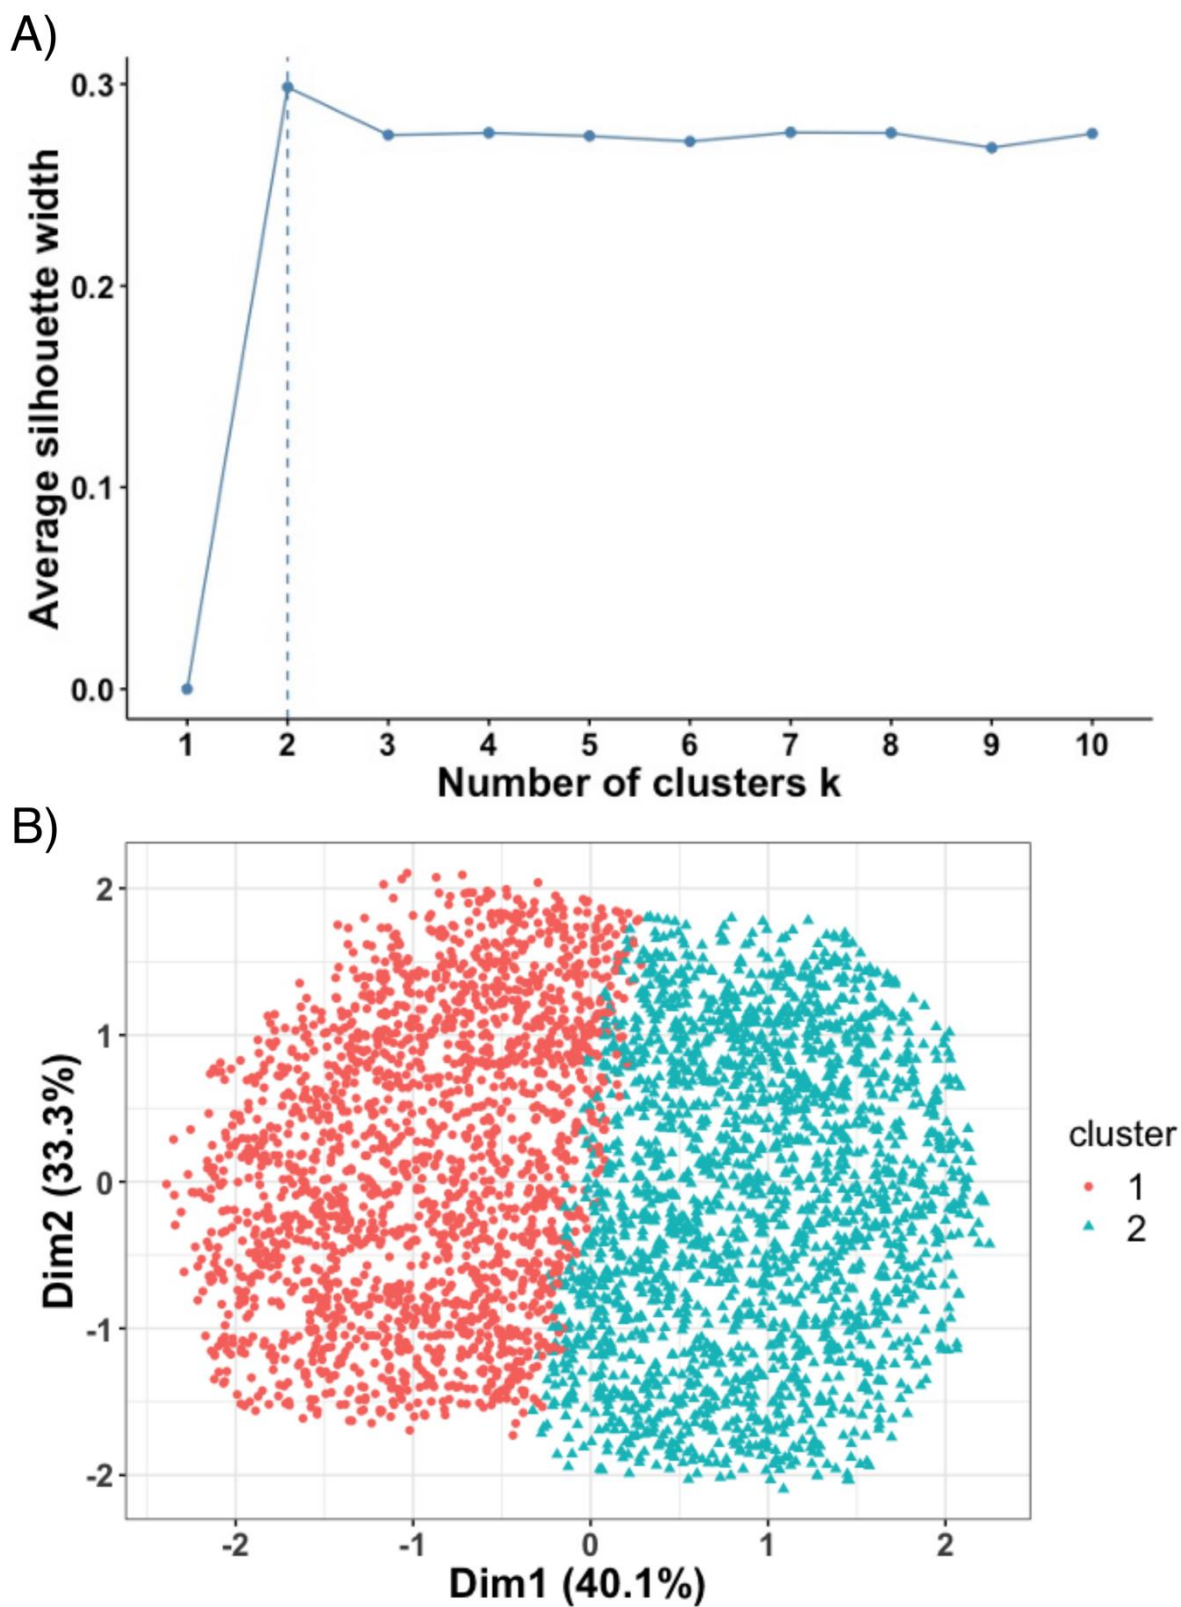 A)
Average silhouette width
0.3
0.2
0.1
0.0
1 2 3 4 5 6 7 8 9 10
Number of clusters k
B)
Dim2 (33.3%)
2
1
0
-1
-2
-2 -1 0 1 2
Dim1 (40.1%)
cluster
1
2